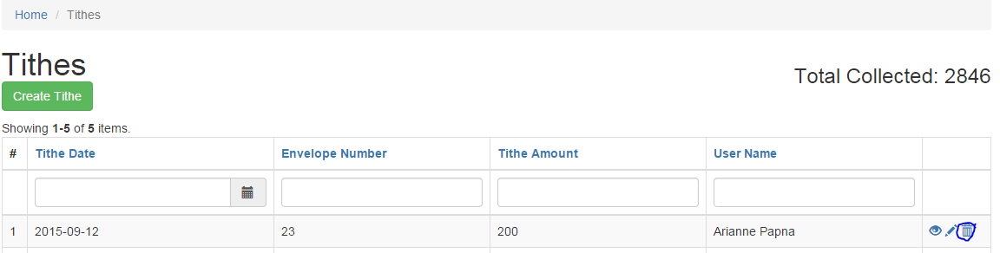 Home / Tithes
Tithes
Total Collected: 2846
Create Tithe
Showing 1-5 of 5 items.
# Tithe Date Envelope Number Tithe Amount User Name
1 2015-09-12 23 200 Arianne Papna